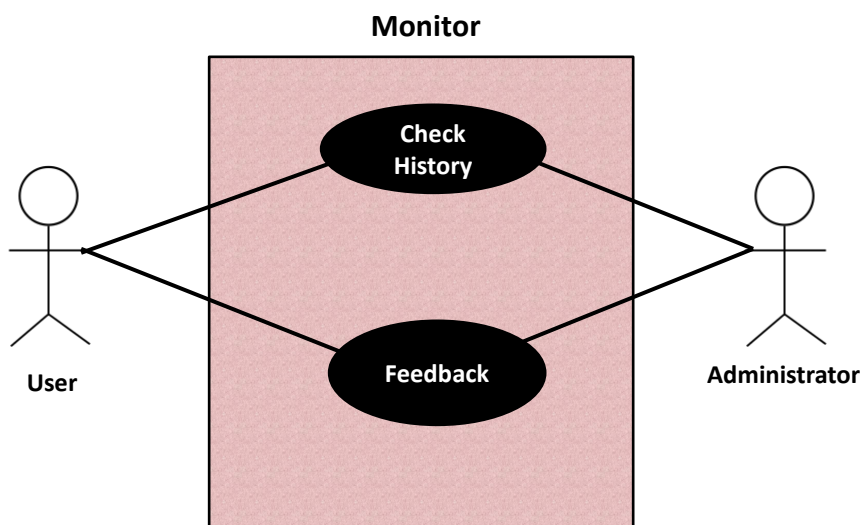 Monitor
Check
History
Feedback
User
Administrator